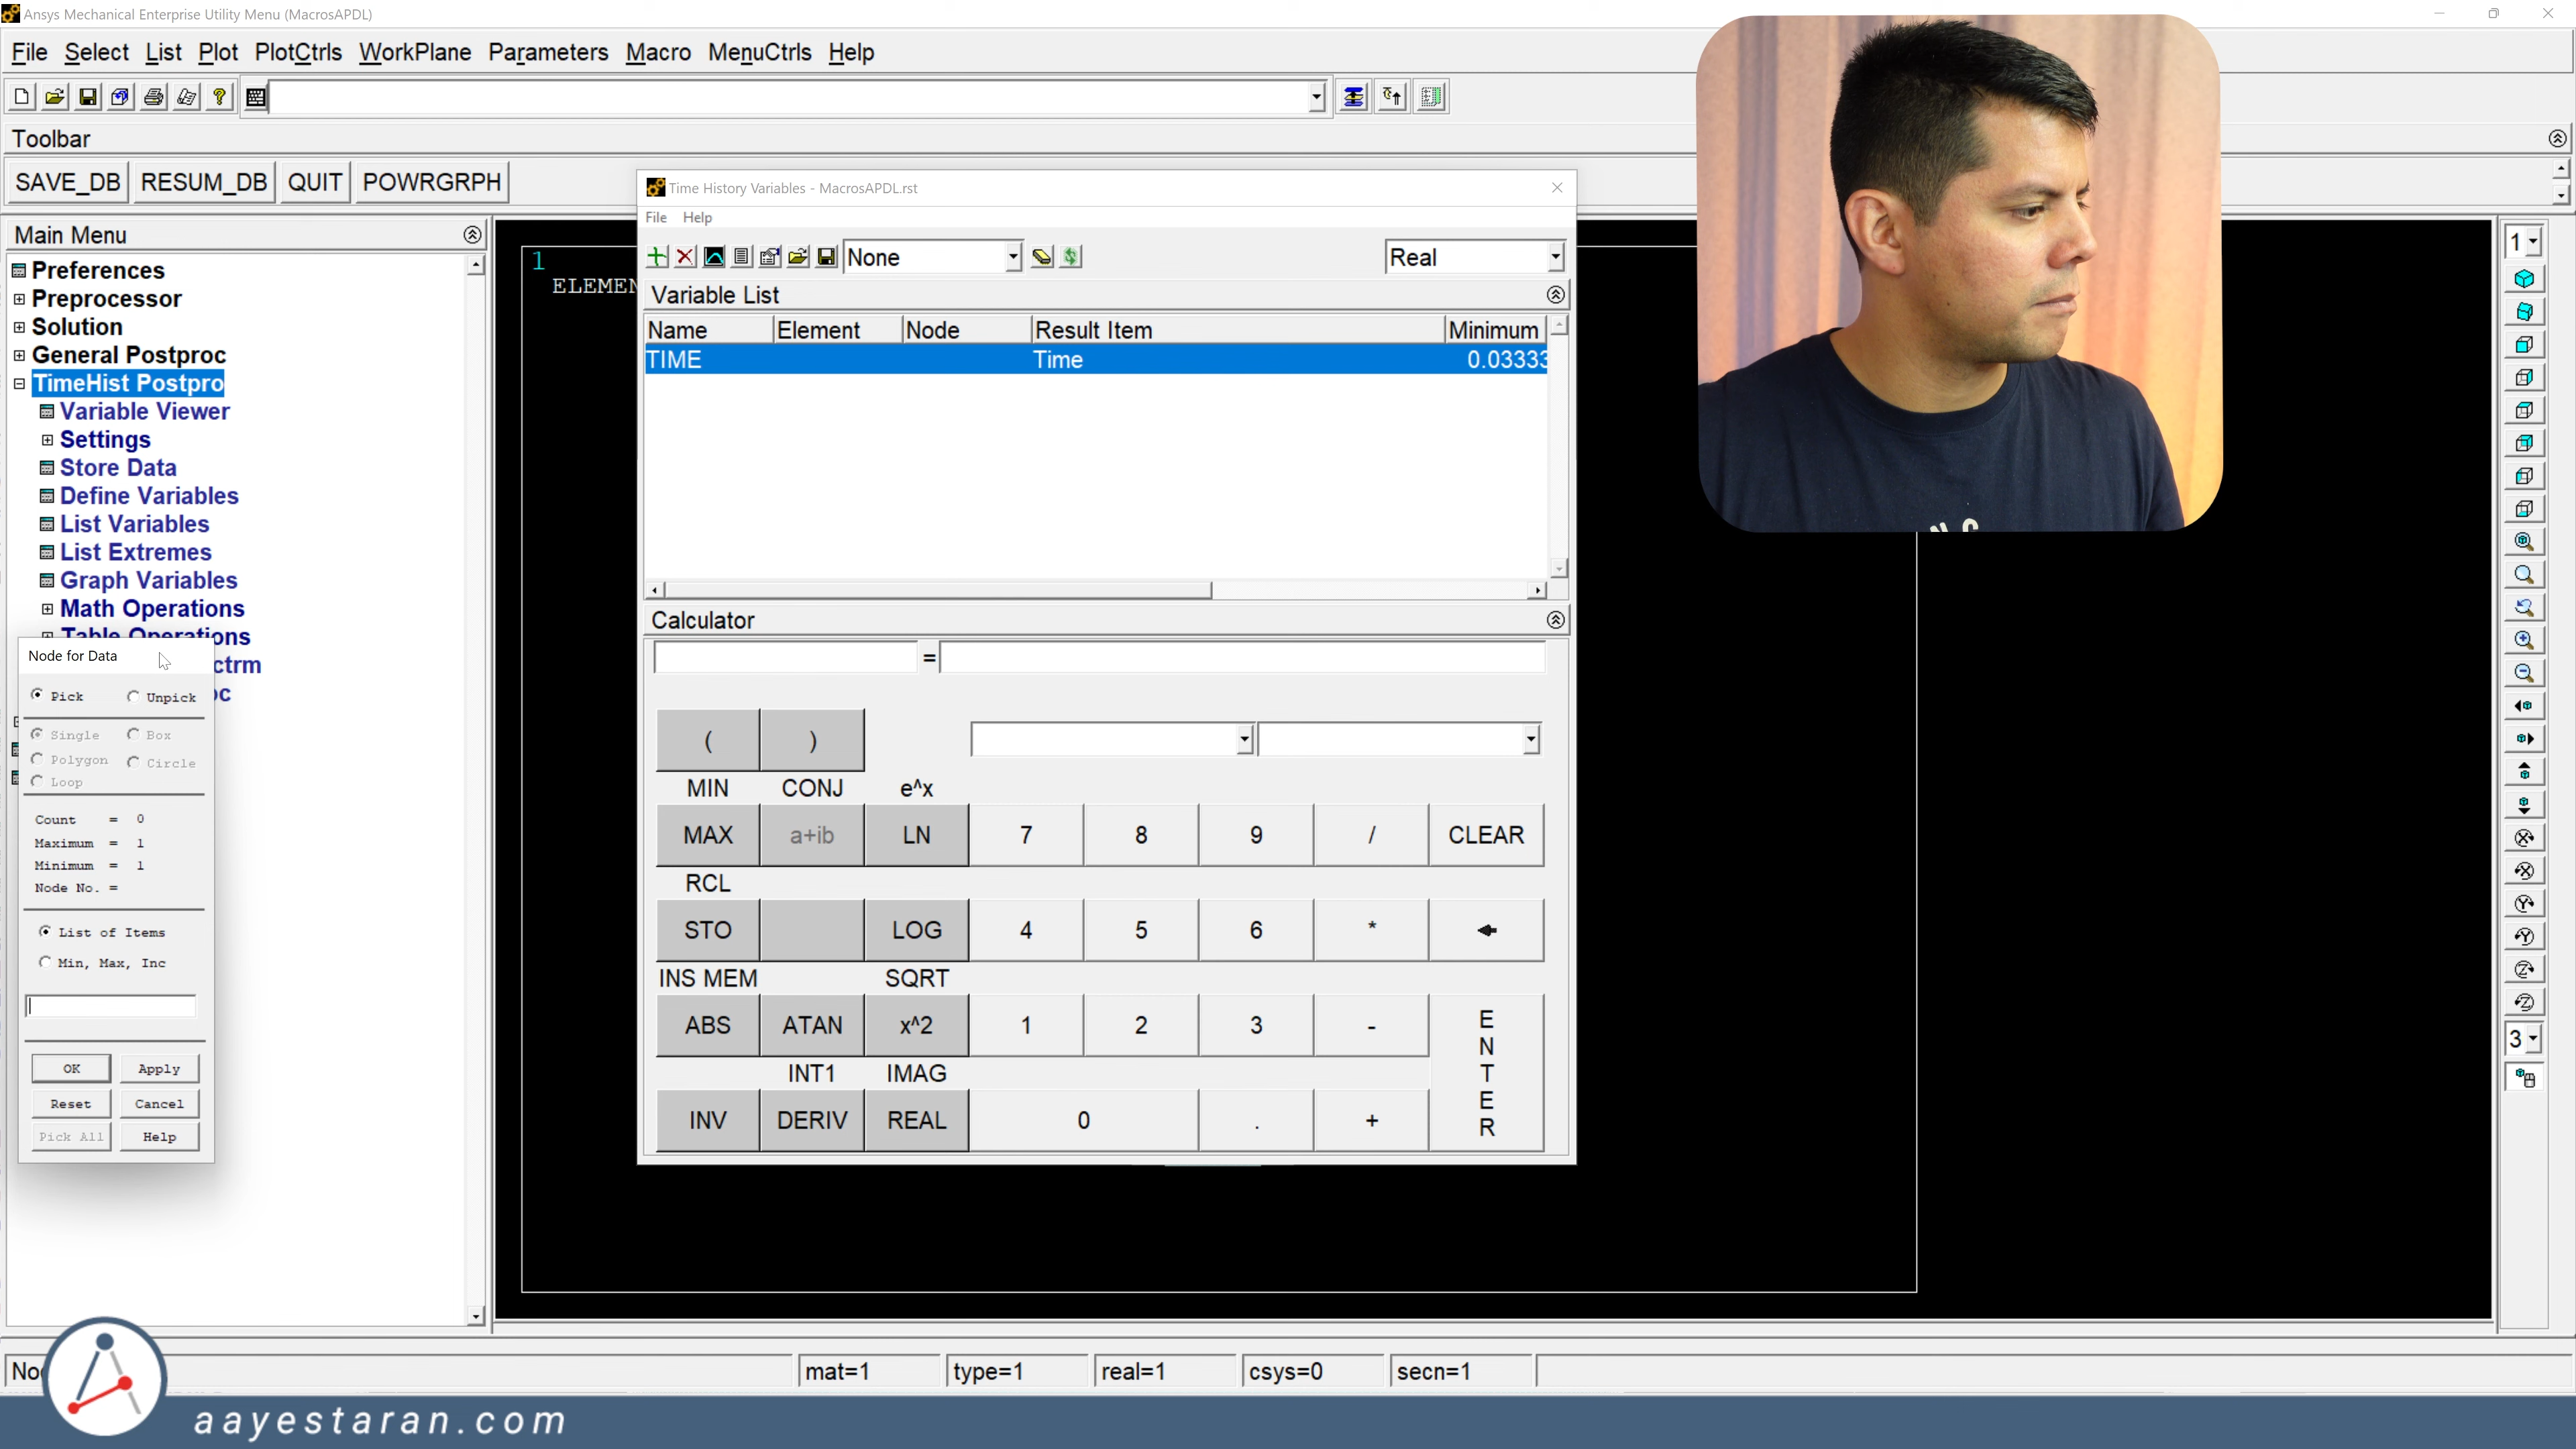 Ansys Mechanical Enterprise Utility Menu (MacrosAPDL)
File Select List Plot PlotCtrls WorkPlane Parameters Macro MenuCtrls Help
Toolbar
SAVE_DB RESUM_DB QUIT POWRGRPH
Main Menu
Preferences
Preprocessor
Solution
General Postproc
TimeHist Postpro
Variable Viewer
Settings
Store Data
Define Variables
List Variables
List Extremes
Graph Variables
Math Operations
Table Operations
ctrm
Node for Data
Pick Unpick
Single Box
Polygon Circle
Loop
Count = 0
Maximum = 1
Minimum = 1
Node No. =
List of Items
Min, Max, Inc
OK Apply
Reset Cancel
Pick All Help
1
ELEMEN
Time History Variables - MacrosAPDL.rst
File Help
None Real
Variable List
Name Element Node Result Item Minimum
TIME Time 0.03333
Calculator
=
( )
MIN CONJ e^x
MAX a+ib LN 7 8 9 / CLEAR
RCL
STO LOG 4 5 6 *
INS MEM SQRT
ABS ATAN x^2 1 2 3 - ENTER
INT1 IMAG
INV DERIV REAL 0 . +
1
3
mat=1 type=1 real=1 csys=0 secn=1
aayestaran.com